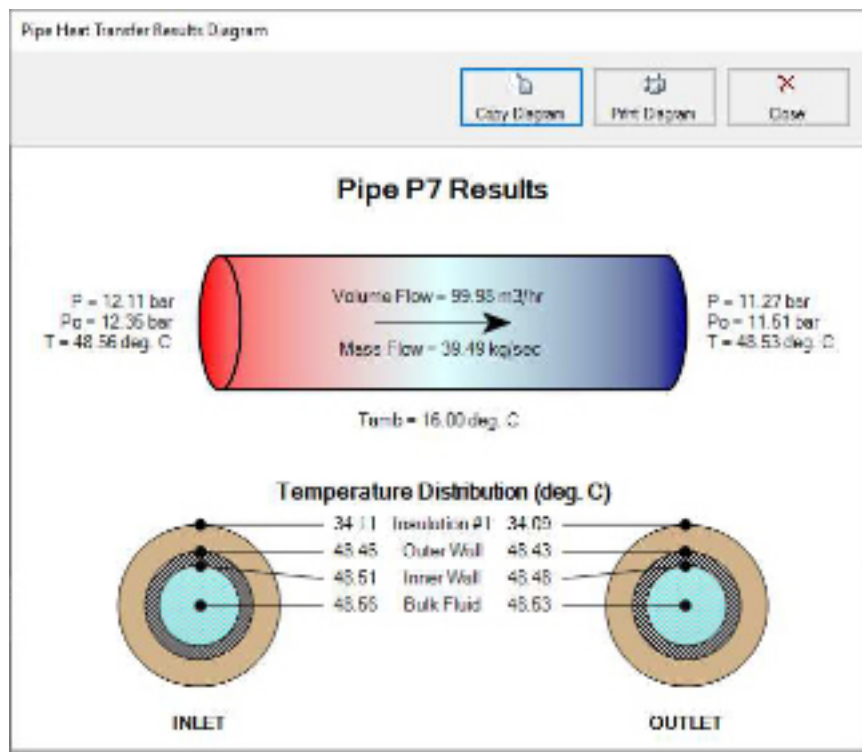 Pipe Heat Transfer Results Diagram
Copy Diagram Print Diagram Close
Pipe P7 Results
P = 12.11 bar
Po = 12.35 bar
T = 48.56 deg. C
Volume Flow = 99.98 m3/hr
Mass Flow = 39.49 kg/sec
P = 11.27 bar
Po = 11.51 bar
T = 48.53 deg. C
Tamb = 16.00 deg. C
Temperature Distribution (deg. C)
34.11 Insulation #1 34.09
48.46 Outer Wall 48.43
48.51 Inner Wall 48.48
48.56 Bulk Fluid 48.53
INLET OUTLET